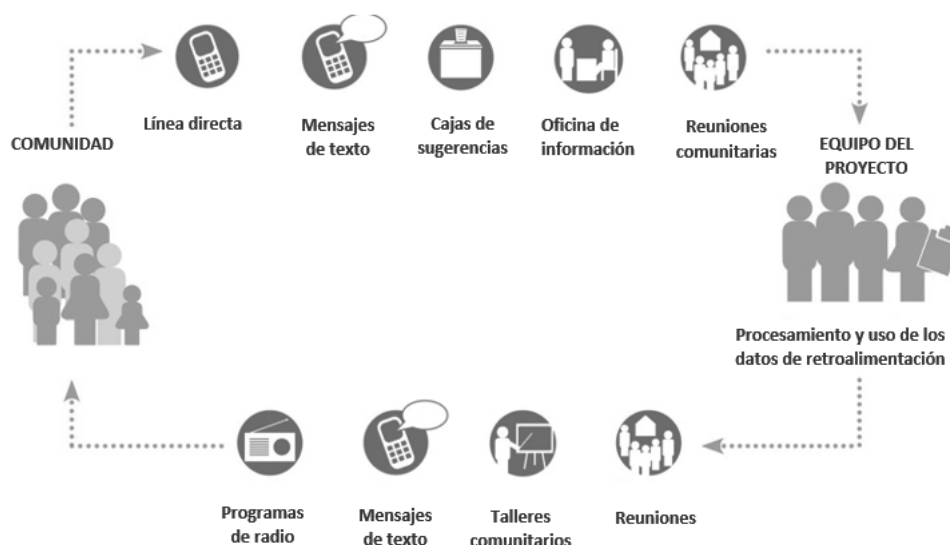 COMUNIDAD
Línea directa
Mensajes
de texto
Cajas de
sugerencias
Oficina de
información
Reuniones
comunitarias
EQUIPO DEL
PROYECTO
Procesamiento y uso de los
datos de retroalimentación
Programas
de radio
Mensajes
de texto
Talleres
comunitarios
Reuniones